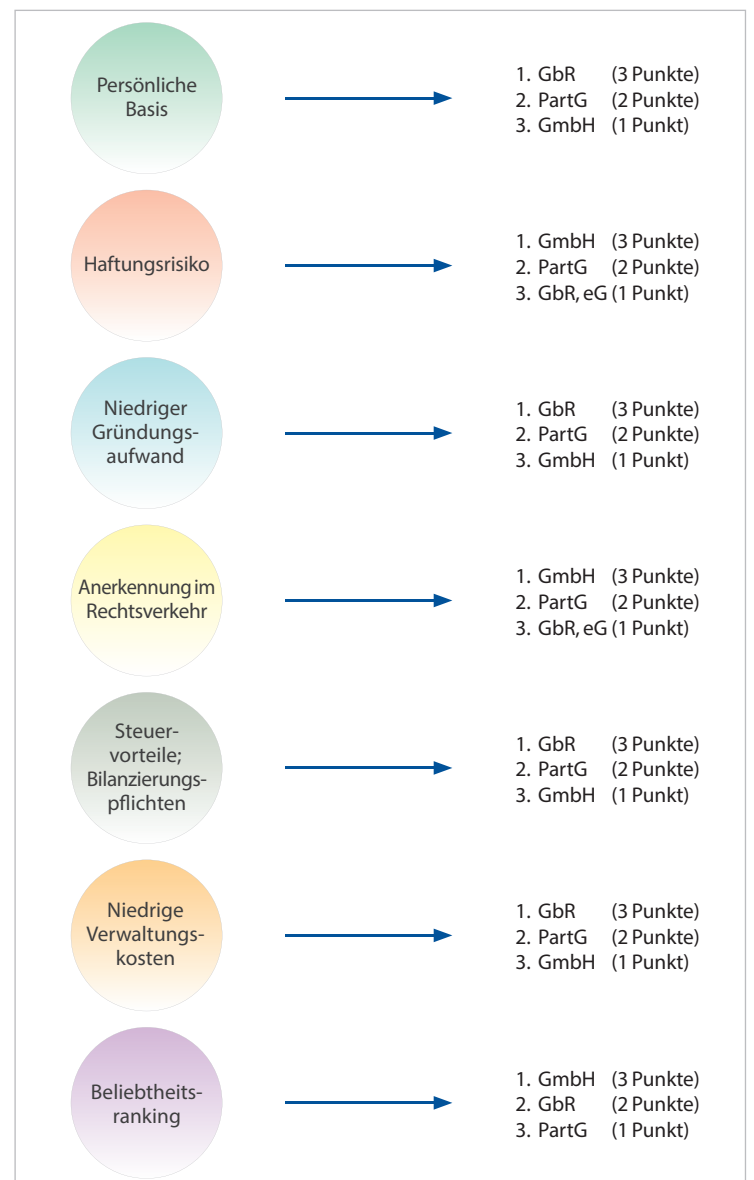 Persönliche
Basis
1. GbR (3 Punkte)
2. PartG (2 Punkte)
3. GmbH (1 Punkt)
Haftungsrisiko
1. GmbH (3 Punkte)
2. PartG (2 Punkte)
3. GbR, eG (1 Punkt)
Niedriger
Gründungs-
aufwand
1. GbR (3 Punkte)
2. PartG (2 Punkte)
3. GmbH (1 Punkt)
Anerkennung im
Rechtsverkehr
1. GmbH (3 Punkte)
2. PartG (2 Punkte)
3. GbR, eG (1 Punkt)
Steuer-
vorteile;
Bilanzierungs-
pflichten
1. GbR (3 Punkte)
2. PartG (2 Punkte)
3. GmbH (1 Punkt)
Niedrige
Verwaltungs-
kosten
1. GbR (3 Punkte)
2. PartG (2 Punkte)
3. GmbH (1 Punkt)
Beliebtheits-
ranking
1. GmbH (3 Punkte)
2. GbR (2 Punkte)
3. PartG (1 Punkt)